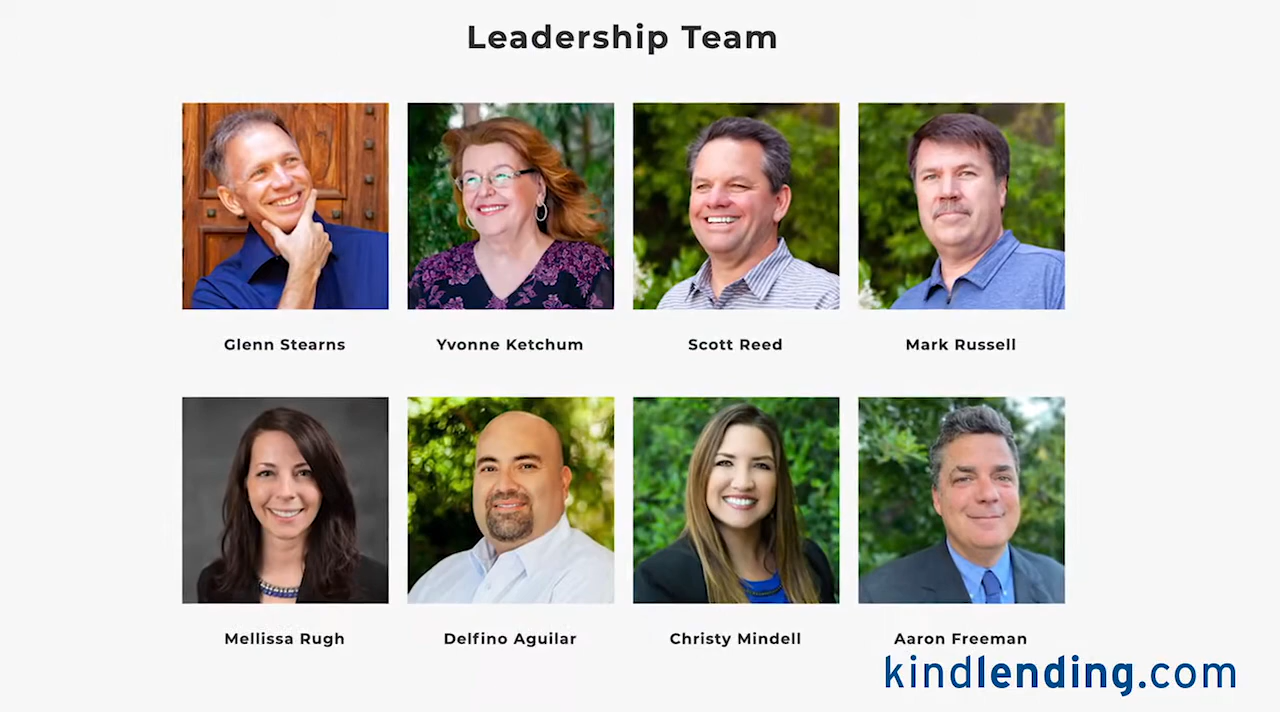 Leadership Team
Glenn Stearns
Yvonne Ketchum
Scott Reed
Mark Russell
Mellissa Rugh
Delfino Aguilar
Christy Mindell
Aaron Freeman
kindlending.com